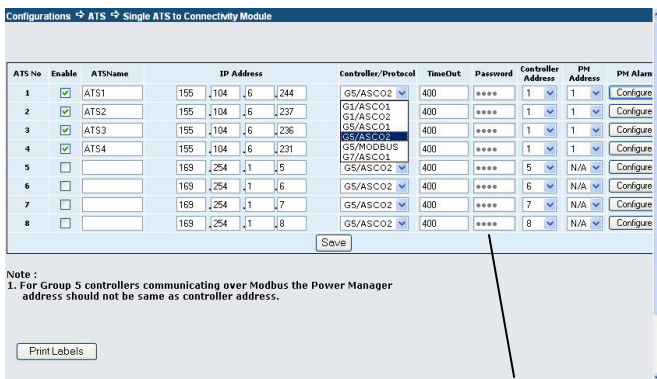 Configurations ⇨ ATS ⇨ Single ATS to Connectivity Module
ATS No Enable ATSName IP Address Controller/Protocol TimeOut Password Controller Address PM Address PM Alarm
1 ATS1 155 .104 .6 .244 G5/ASCO2 400 •••• 1 1 Configure
G1/ASCO1
G1/ASCO2
G5/ASCO1
G5/ASCO2
G5/MODBUS
G7/ASCO1
2 ATS2 155 .104 .6 .237 400 •••• 1 1 Configure
3 ATS3 155 .104 .6 .236 400 •••• 1 1 Configure
4 ATS4 155 .104 .6 .231 400 •••• 1 1 Configure
5 169 .254 .1 .5 G5/ASCO2 400 •••• 5 N/A Configure
6 169 .254 .1 .6 G5/ASCO2 400 •••• 6 N/A Configure
7 169 .254 .1 .7 G5/ASCO2 400 •••• 7 N/A Configure
8 169 .254 .1 .8 G5/ASCO2 400 •••• 8 N/A Configure
Save
Note :
1. For Group 5 controllers communicating over Modbus the Power Manager
address should not be same as controller address.
Print Labels